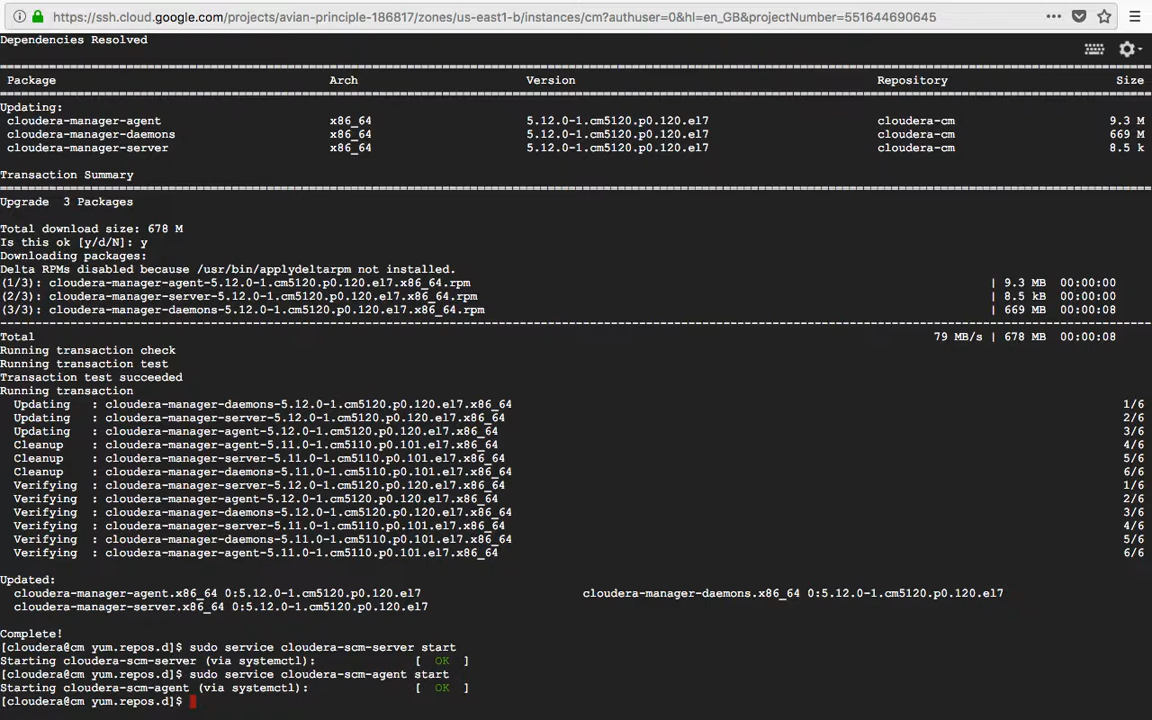 https://ssh.cloud.google.com/projects/avian-principle-186817/zones/us-east1-b/instances/cm?authuser=0&hl=en_GB&projectNumber=551644690645
Dependencies Resolved
================================================================================
Package Arch Version Repository Size
================================================================================
Updating:
cloudera-manager-agent x86_64 5.12.0-1.cm5120.p0.120.el7 cloudera-cm 9.3 M
cloudera-manager-daemons x86_64 5.12.0-1.cm5120.p0.120.el7 cloudera-cm 669 M
cloudera-manager-server x86_64 5.12.0-1.cm5120.p0.120.el7 cloudera-cm 8.5 k
Transaction Summary
================================================================================
Upgrade  3 Packages
Total download size: 678 M
Is this ok [y/d/N]: y
Downloading packages:
Delta RPMs disabled because /usr/bin/applydeltarpm not installed.
(1/3): cloudera-manager-agent-5.12.0-1.cm5120.p0.120.el7.x86_64.rpm | 9.3 MB 00:00:00
(2/3): cloudera-manager-server-5.12.0-1.cm5120.p0.120.el7.x86_64.rpm | 8.5 kB 00:00:00
(3/3): cloudera-manager-daemons-5.12.0-1.cm5120.p0.120.el7.x86_64.rpm | 669 MB 00:00:08
--------------------------------------------------------------------------------
Total 79 MB/s | 678 MB 00:00:08
Running transaction check
Running transaction test
Transaction test succeeded
Running transaction
Updating : cloudera-manager-daemons-5.12.0-1.cm5120.p0.120.el7.x86_64 1/6
Updating : cloudera-manager-server-5.12.0-1.cm5120.p0.120.el7.x86_64 2/6
Updating : cloudera-manager-agent-5.12.0-1.cm5120.p0.120.el7.x86_64 3/6
Cleanup : cloudera-manager-agent-5.11.0-1.cm5110.p0.101.el7.x86_64 4/6
Cleanup : cloudera-manager-server-5.11.0-1.cm5110.p0.101.el7.x86_64 5/6
Cleanup : cloudera-manager-daemons-5.11.0-1.cm5110.p0.101.el7.x86_64 6/6
Verifying : cloudera-manager-server-5.12.0-1.cm5120.p0.120.el7.x86_64 1/6
Verifying : cloudera-manager-agent-5.12.0-1.cm5120.p0.120.el7.x86_64 2/6
Verifying : cloudera-manager-daemons-5.12.0-1.cm5120.p0.120.el7.x86_64 3/6
Verifying : cloudera-manager-server-5.11.0-1.cm5110.p0.101.el7.x86_64 4/6
Verifying : cloudera-manager-daemons-5.11.0-1.cm5110.p0.101.el7.x86_64 5/6
Verifying : cloudera-manager-agent-5.11.0-1.cm5110.p0.101.el7.x86_64 6/6
Updated:
cloudera-manager-agent.x86_64 0:5.12.0-1.cm5120.p0.120.el7 cloudera-manager-daemons.x86_64 0:5.12.0-1.cm5120.p0.120.el7
cloudera-manager-server.x86_64 0:5.12.0-1.cm5120.p0.120.el7
Complete!
[cloudera@cm yum.repos.d]$ sudo service cloudera-scm-server start
Starting cloudera-scm-server (via systemctl): [ OK ]
[cloudera@cm yum.repos.d]$ sudo service cloudera-scm-agent start
Starting cloudera-scm-agent (via systemctl): [ OK ]
[cloudera@cm yum.repos.d]$